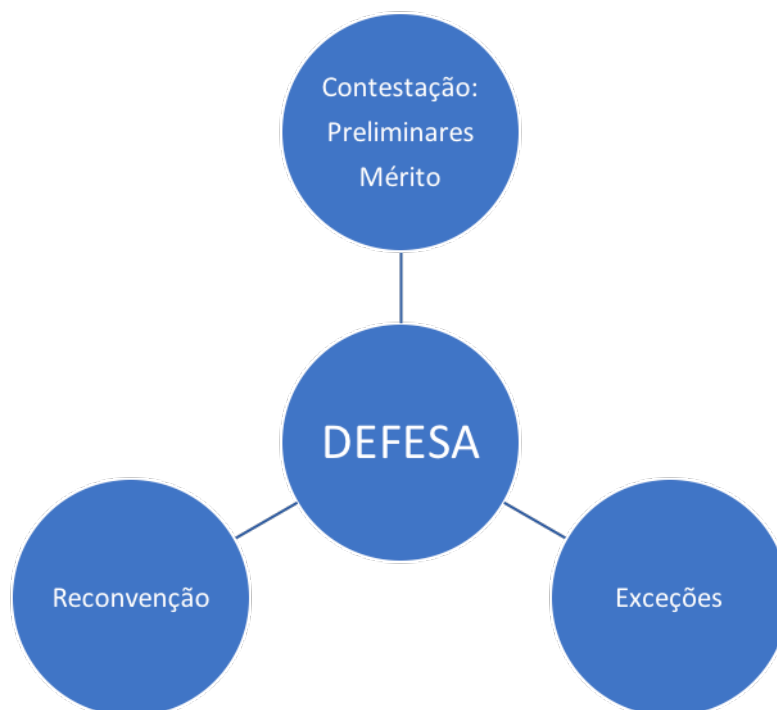 Contestação:
Preliminares
Mérito
DEFESA
Reconvenção
Exceções